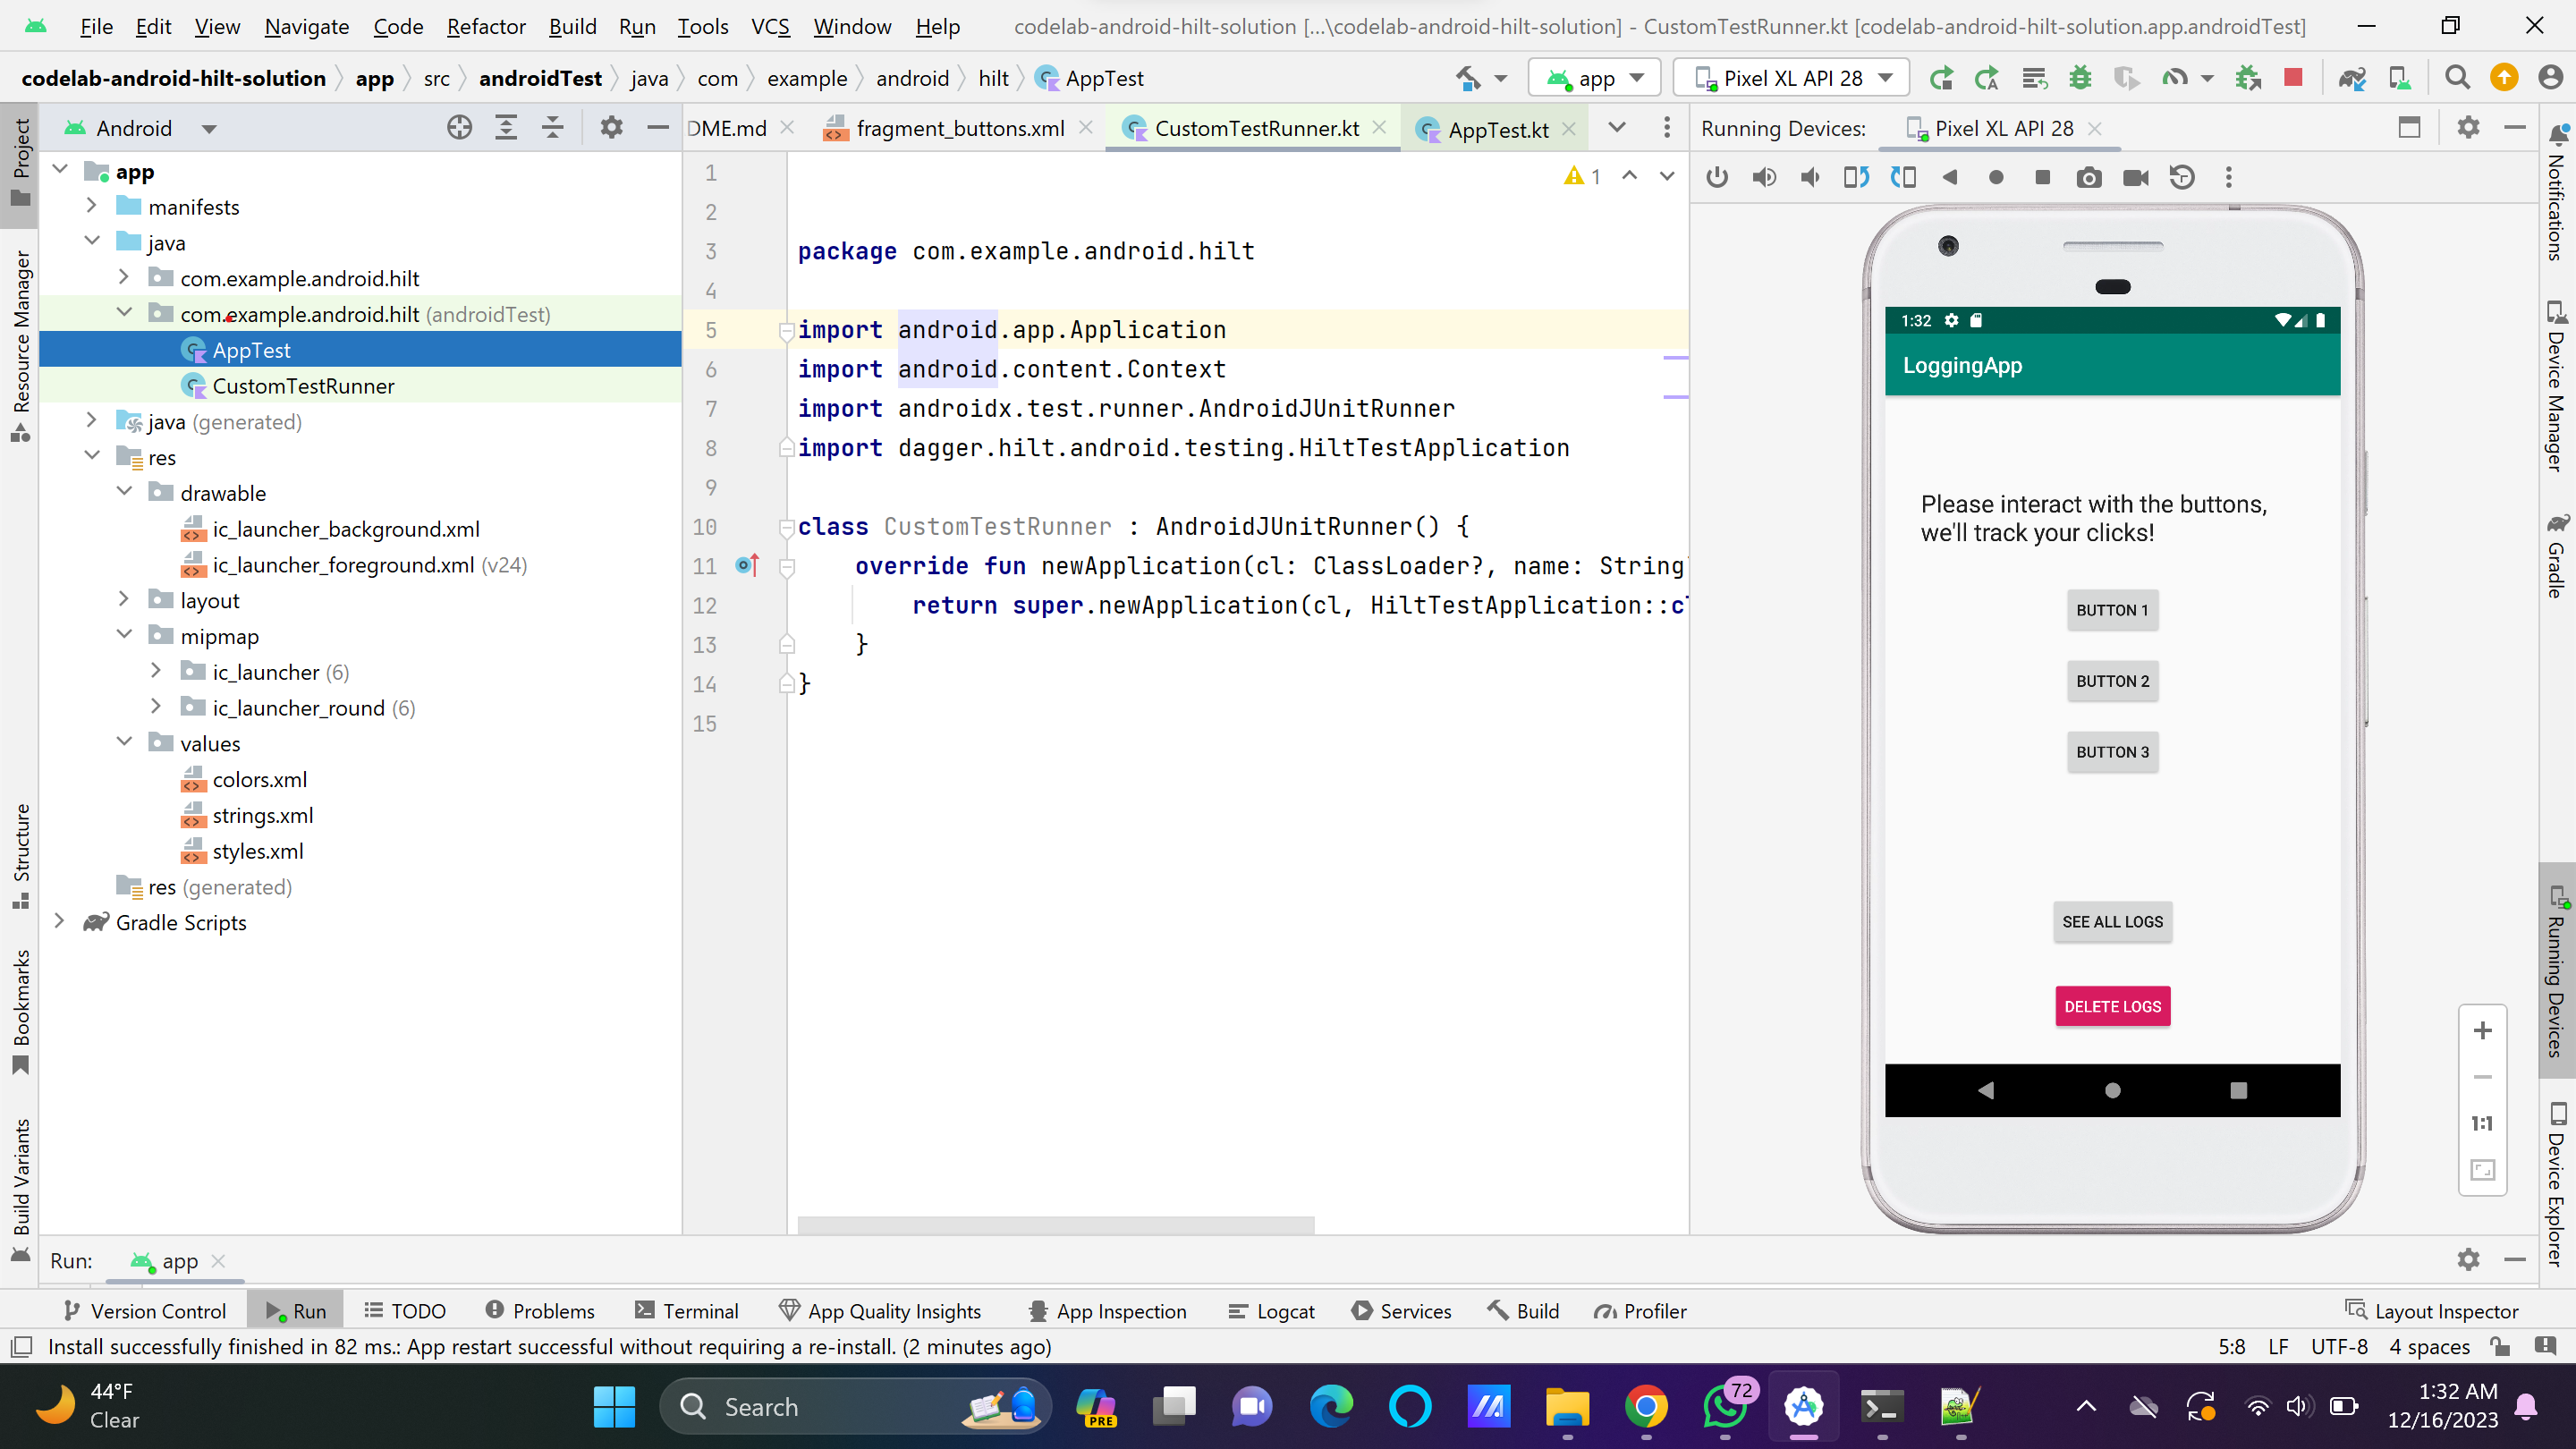 File Edit View Navigate Code Refactor Build Run Tools VCS Window Help codelab-android-hilt-solution [...\codelab-android-hilt-solution] - CustomTestRunner.kt [codelab-android-hilt-solution.app.androidTest]
codelab-android-hilt-solution app src androidTest java com example android hilt AppTest app Pixel XL API 28
Project
Resource Manager
Structure
Bookmarks
Build Variants
Android
app
manifests
java
com.example.android.hilt
com.example.android.hilt (androidTest)
AppTest
CustomTestRunner
java (generated)
res
drawable
ic_launcher_background.xml
ic_launcher_foreground.xml (v24)
layout
mipmap
ic_launcher (6)
ic_launcher_round (6)
values
colors.xml
strings.xml
styles.xml
res (generated)
Gradle Scripts
DME.md fragment_buttons.xml CustomTestRunner.kt AppTest.kt
1
1
2
3 package com.example.android.hilt
4
5 import android.app.Application
6 import android.content.Context
7 import androidx.test.runner.AndroidJUnitRunner
8 import dagger.hilt.android.testing.HiltTestApplication
9
10 class CustomTestRunner : AndroidJUnitRunner() {
11 override fun newApplication(cl: ClassLoader?, name: String
12 return super.newApplication(cl, HiltTestApplication::cl
13 }
14 }
15
Running Devices: Pixel XL API 28
1:32
LoggingApp
Please interact with the buttons,
we'll track your clicks!
BUTTON 1
BUTTON 2
BUTTON 3
SEE ALL LOGS
DELETE LOGS
1:1
Notifications
Device Manager
Gradle
Running Devices
Device Explorer
Run: app
Version Control Run TODO Problems Terminal App Quality Insights App Inspection Logcat Services Build Profiler Layout Inspector
Install successfully finished in 82 ms.: App restart successful without requiring a re-install. (2 minutes ago) 5:8 LF UTF-8 4 spaces
44°F
Clear
Search
PRE
72
1:32 AM
12/16/2023